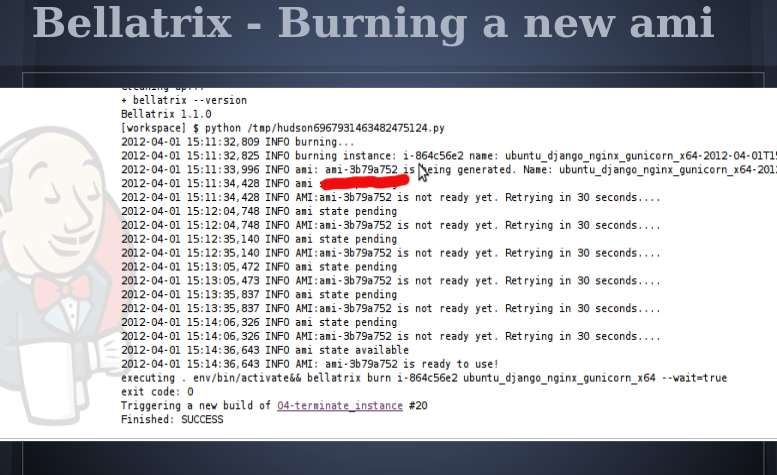 Bellatrix - Burning a new ami
Cleaning up...
+ bellatrix --version
Bellatrix 1.1.0
[workspace] $ python /tmp/hudson6967931463482475124.py
2012-04-01 15:11:32,809 INFO burning...
2012-04-01 15:11:32,825 INFO burning instance: i-864c56e2 name: ubuntu_django_nginx_gunicorn_x64-2012-04-01T15
2012-04-01 15:11:33,996 INFO ami: ami-3b79a752 is being generated. Name: ubuntu_django_nginx_gunicorn_x64-2012
2012-04-01 15:11:34,428 INFO ami
2012-04-01 15:11:34,428 INFO AMI:ami-3b79a752 is not ready yet. Retrying in 30 seconds....
2012-04-01 15:12:04,748 INFO ami state pending
2012-04-01 15:12:04,748 INFO AMI:ami-3b79a752 is not ready yet. Retrying in 30 seconds....
2012-04-01 15:12:35,140 INFO ami state pending
2012-04-01 15:12:35,140 INFO AMI:ami-3b79a752 is not ready yet. Retrying in 30 seconds....
2012-04-01 15:13:05,472 INFO ami state pending
2012-04-01 15:13:05,473 INFO AMI:ami-3b79a752 is not ready yet. Retrying in 30 seconds....
2012-04-01 15:13:35,837 INFO ami state pending
2012-04-01 15:13:35,837 INFO AMI:ami-3b79a752 is not ready yet. Retrying in 30 seconds....
2012-04-01 15:14:06,326 INFO ami state pending
2012-04-01 15:14:06,326 INFO AMI:ami-3b79a752 is not ready yet. Retrying in 30 seconds....
2012-04-01 15:14:36,643 INFO ami state available
2012-04-01 15:14:36,643 INFO AMI: ami-3b79a752 is ready to use!
executing . env/bin/activate&& bellatrix burn i-864c56e2 ubuntu_django_nginx_gunicorn_x64 --wait=true
exit code: 0
Triggering a new build of 04-terminate_instance #20
Finished: SUCCESS